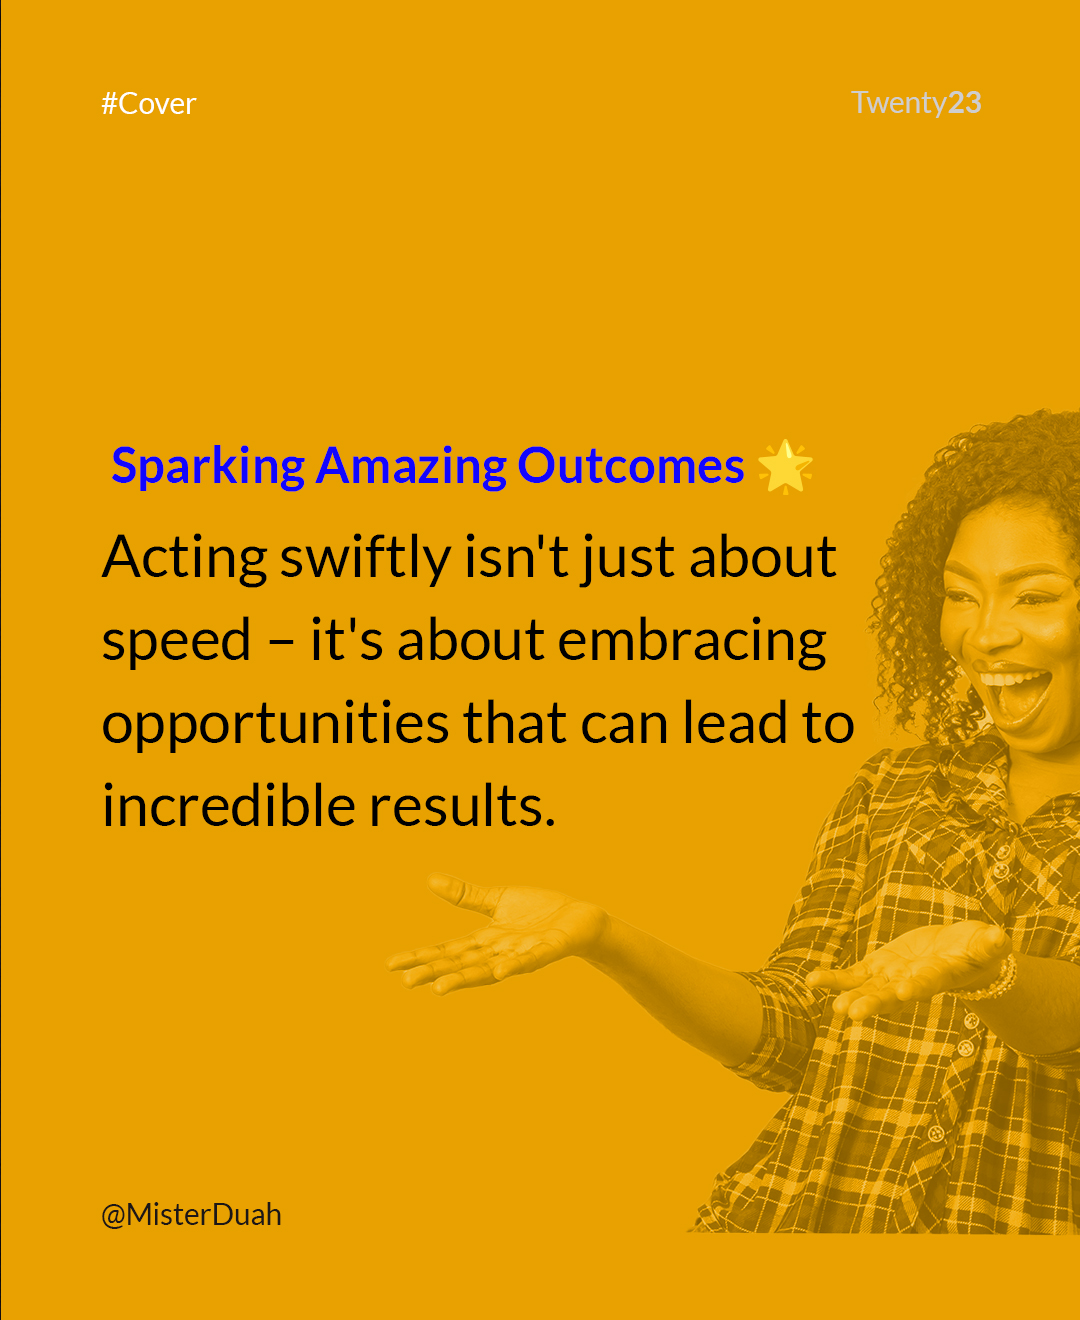 #Cover
Twenty23
Sparking Amazing Outcomes 🌟
Acting swiftly isn't just about
speed – it's about embracing
opportunities that can lead to
incredible results.
@MisterDuah